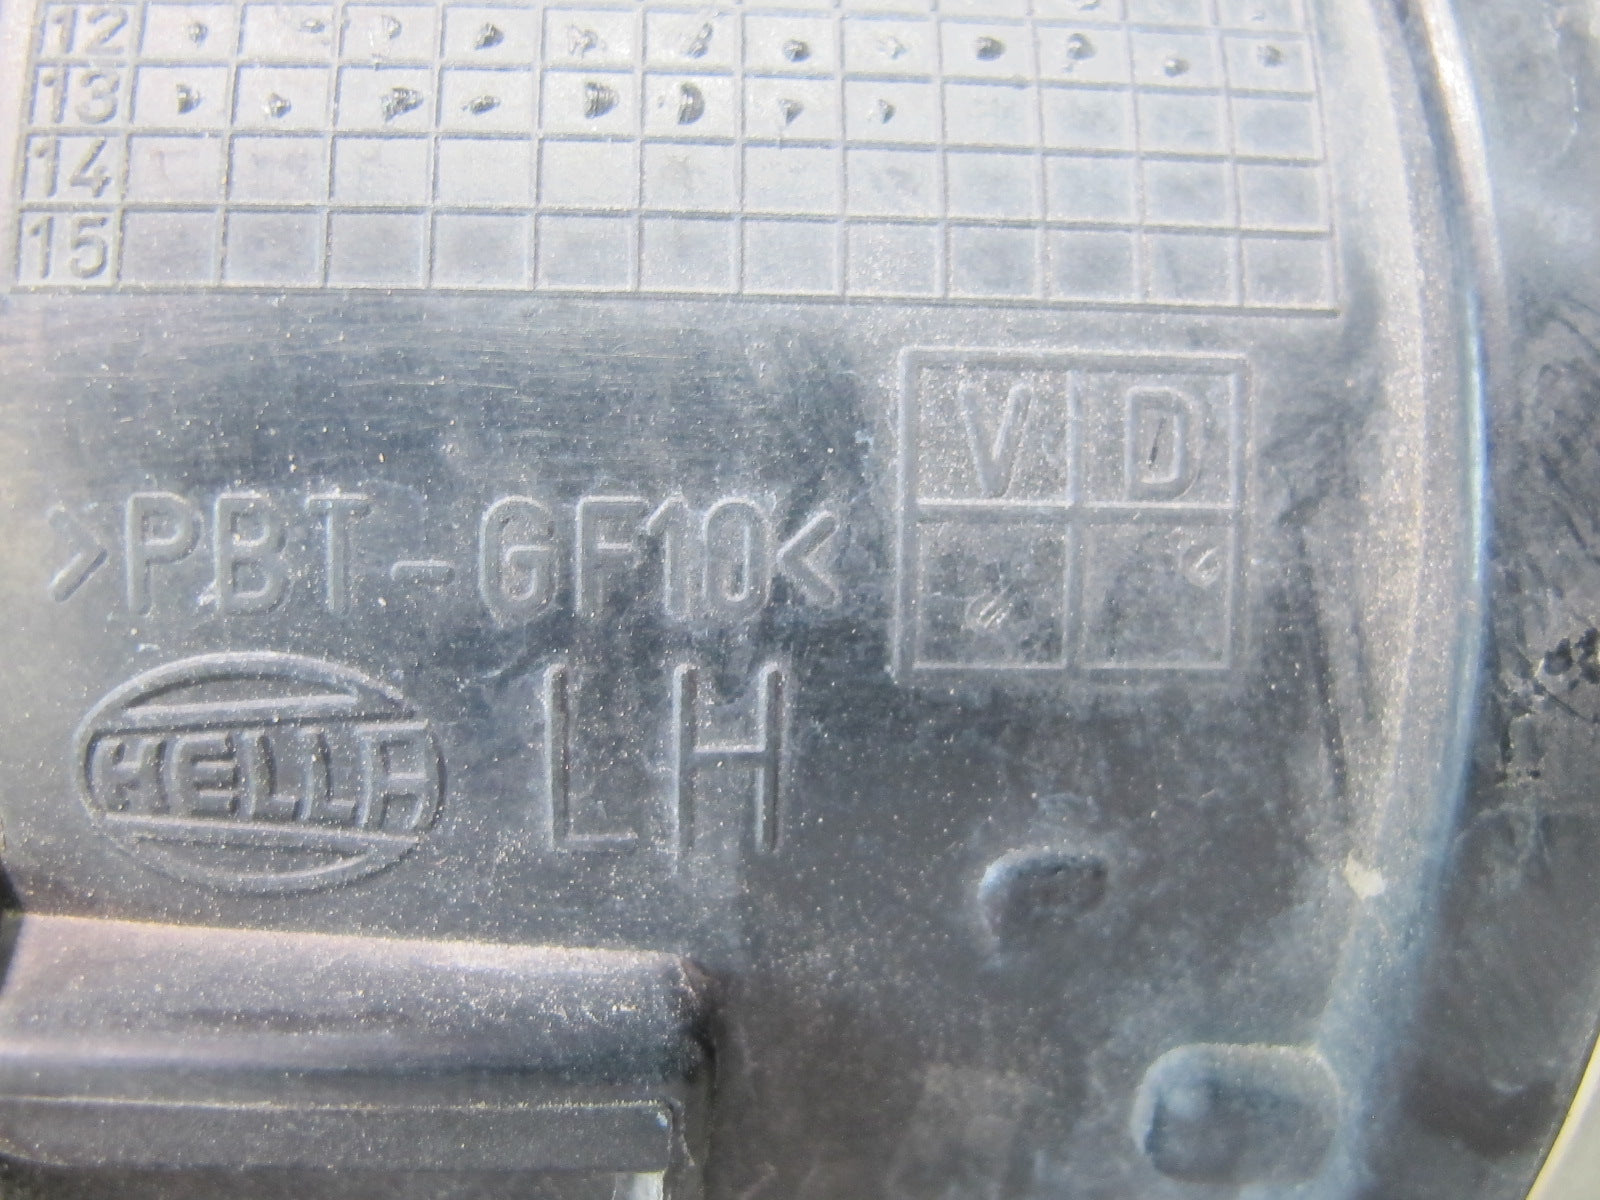 12
13
14
15
V D
>PBT-GF10<
HELLA LH